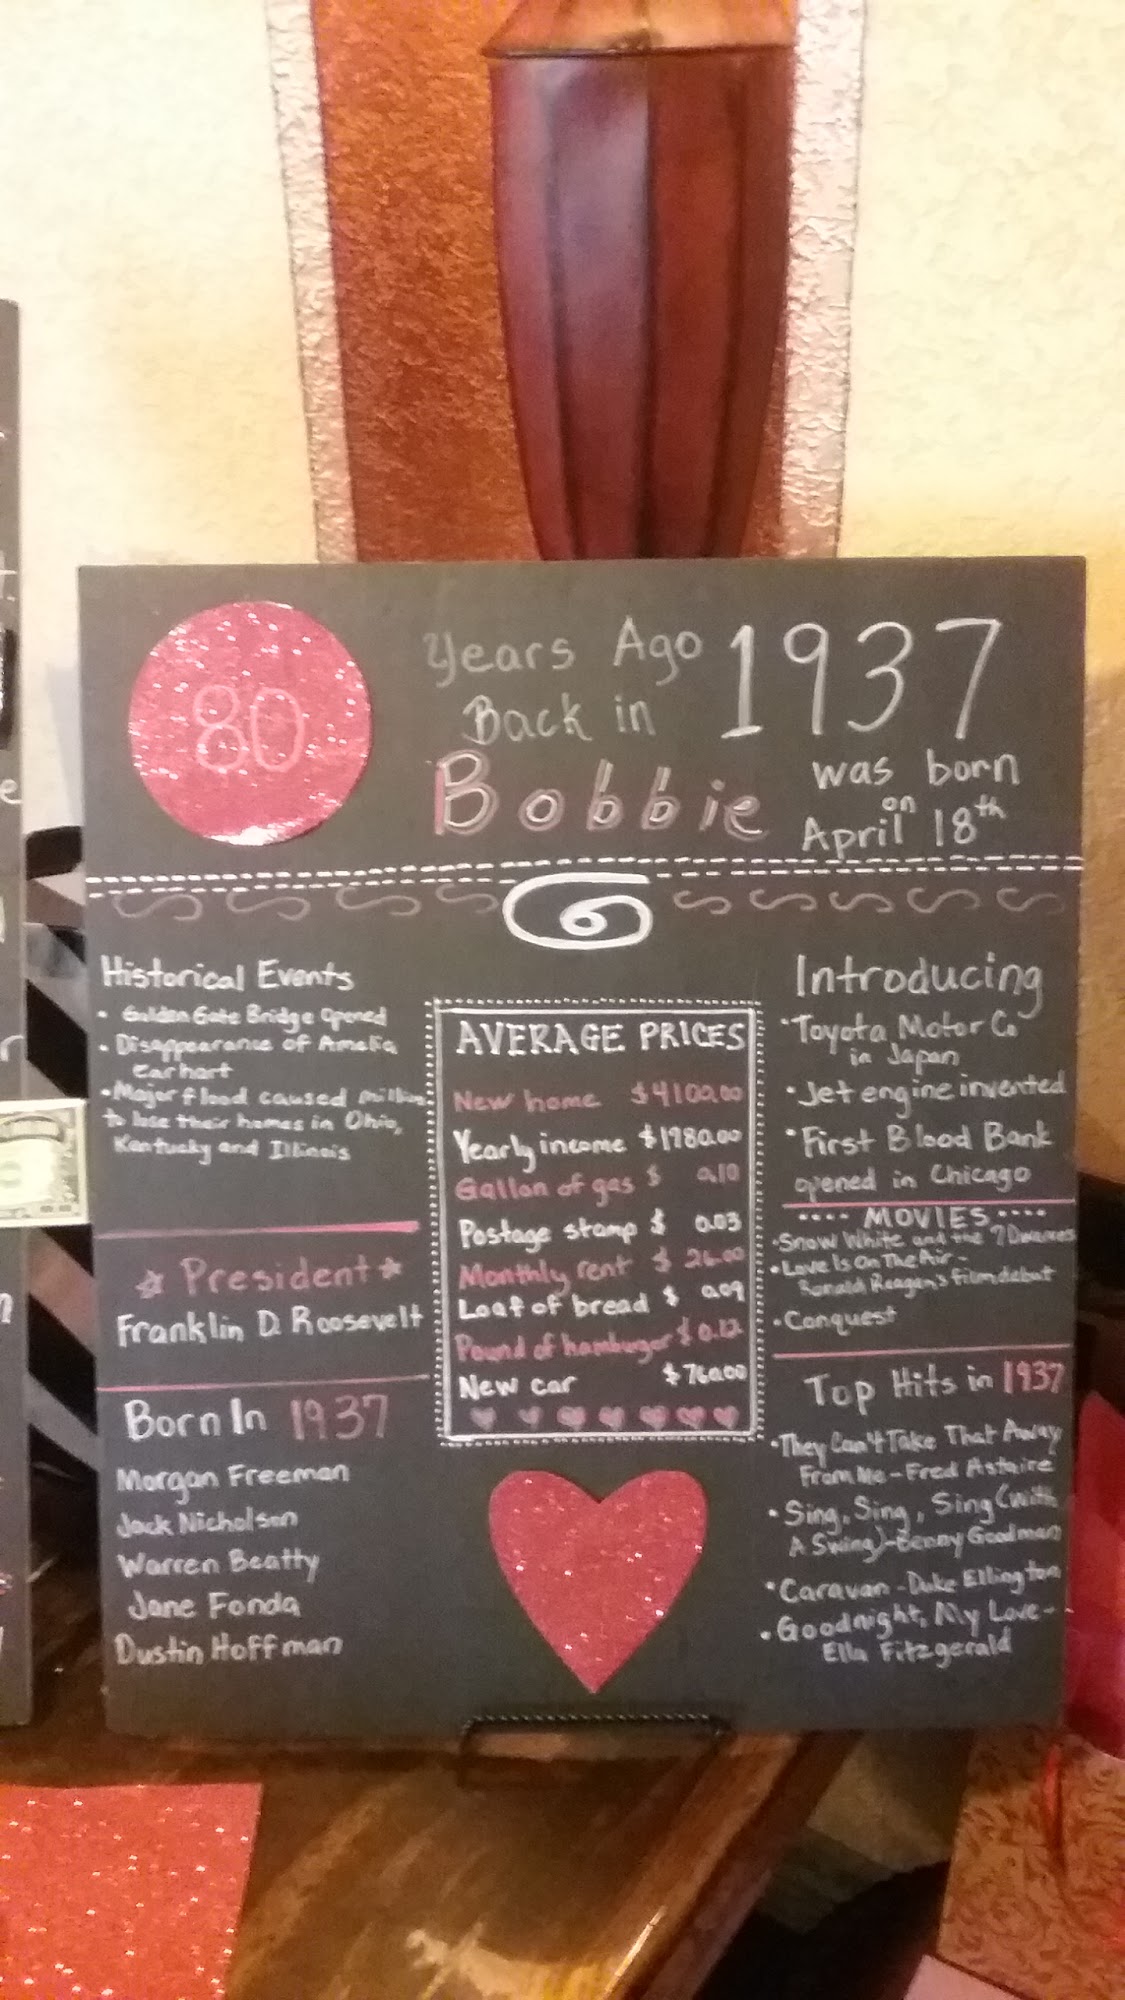 80
Years Ago
Back in
1937
Bobbie
was born
on
April 18th
Historical Events
• Golden Gate Bridge opened
• Disappearance of Amelia
earhart
• Major flood caused million
to lose their homes in Ohio,
Kentucky and Illinois
President
Franklin D. Roosevelt
Born In 1937
Morgan Freeman
Jack Nicholson
Warren Beatty
Jane Fonda
Dustin Hoffman
AVERAGE PRICES
New home $4100.00
Yearly income $1780.00
Gallon of gas $ 0.10
Postage stamp $ 0.03
Monthly rent $ 26.00
Loaf of bread $ 0.09
Pound of hamburger $ 0.12
New car $760.00
Introducing
• Toyota Motor Co
in Japan
• Jet engine invented
• First Blood Bank
opened in Chicago
.... MOVIES ....
• Snow White and the 7 Dwarves
• Love Is On The Air -
Ronald Reagan's film debut
• Conquest
Top Hits in 1937
• They Can't Take That Away
From Me - Fred Astaire
• Sing, Sing, Sing (with
A Swing) - Benny Goodman
• Caravan - Duke Ellington
• Goodnight, My Love -
Ella Fitzgerald